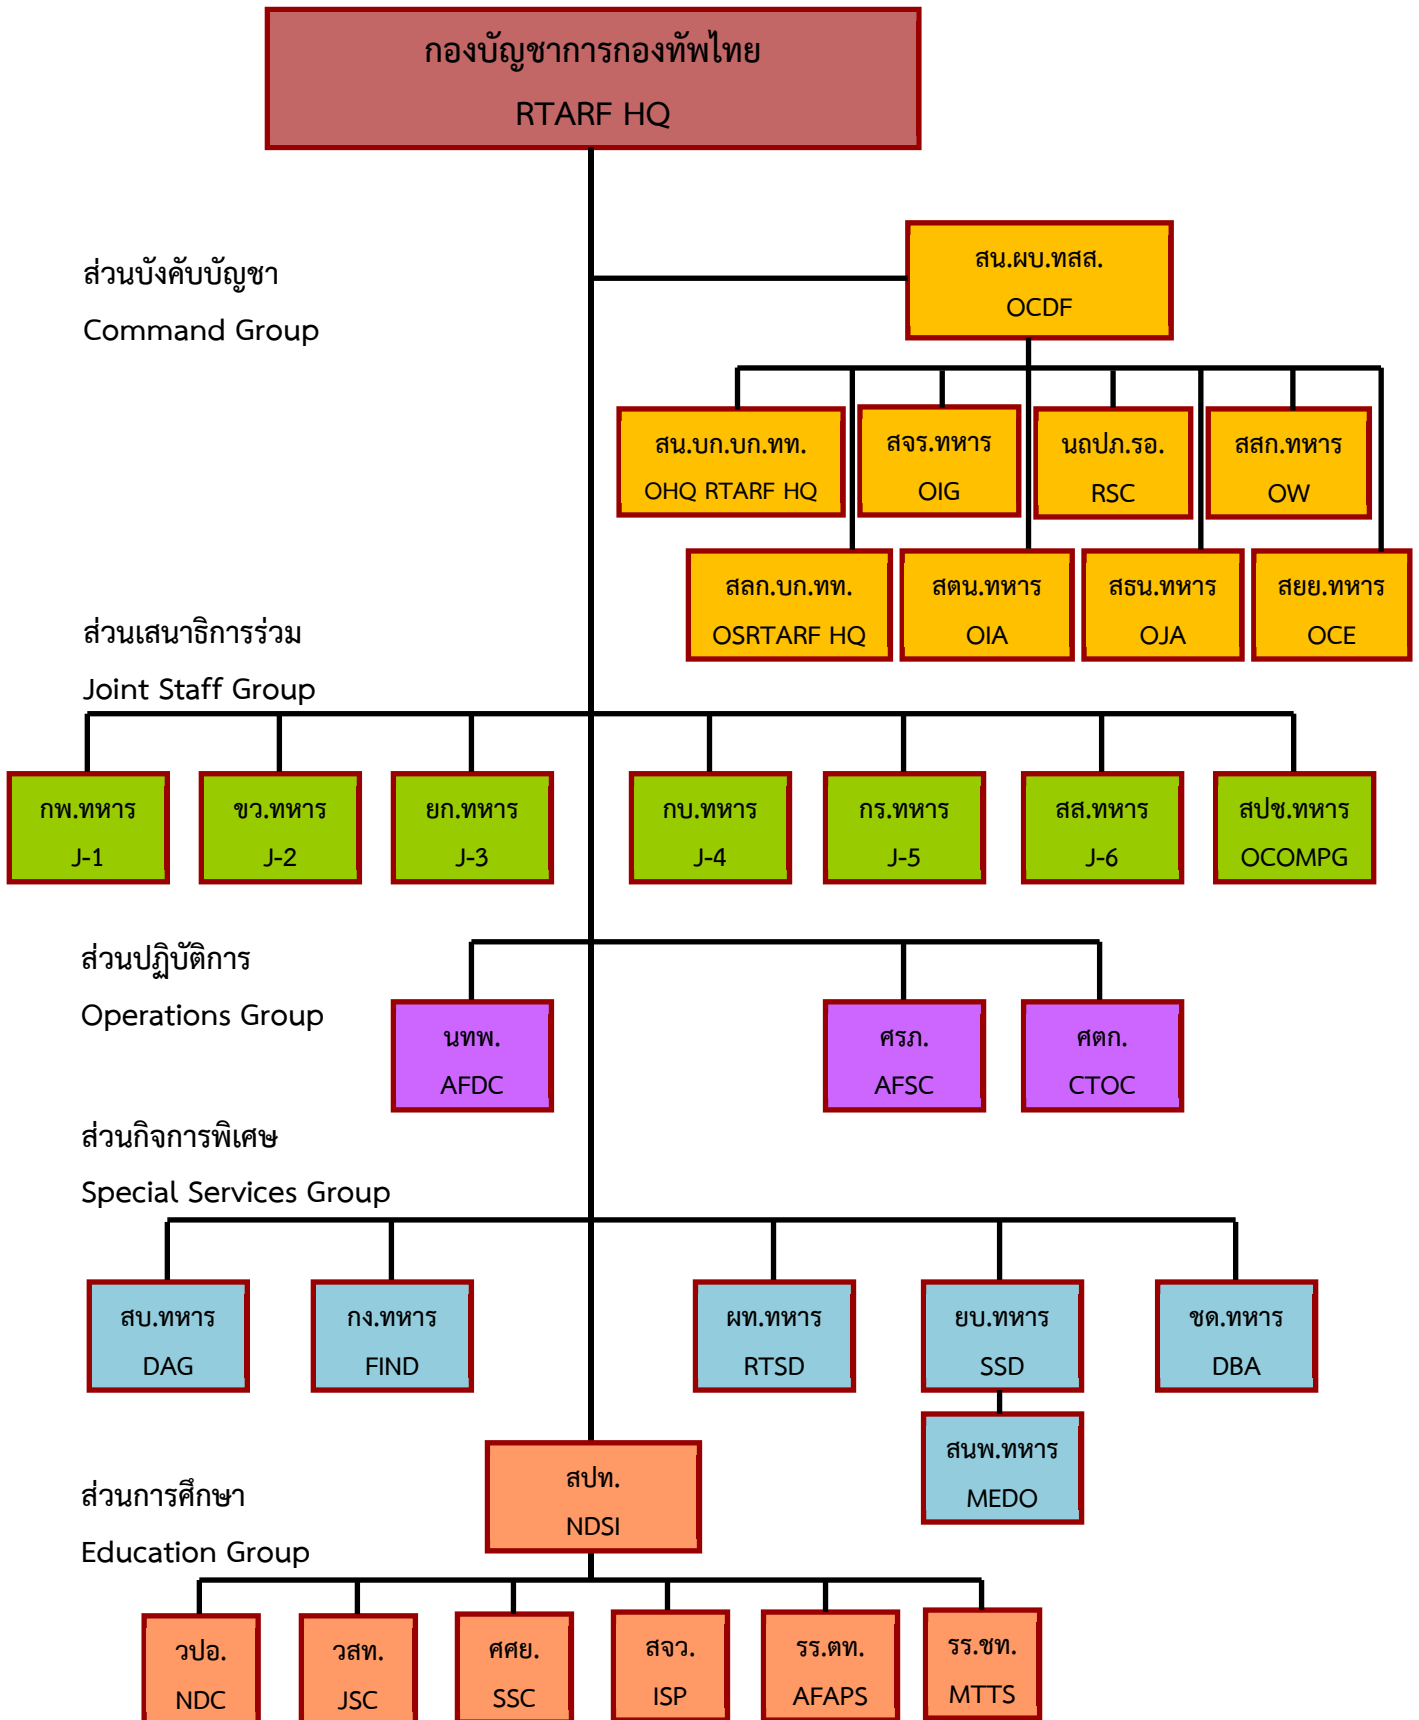 กองบัญชาการกองทัพไทย
RTARF HQ
ส่วนบังคับบัญชา
Command Group
สน.ผบ.ทสส.
OCDF
สน.บก.บก.ทท.
OHQ RTARF HQ
สจร.ทหาร
OIG
นถปภ.รอ.
RSC
สสก.ทหาร
OW
สลก.บก.ทท.
OSRTARF HQ
สตน.ทหาร
OIA
สธน.ทหาร
OJA
สยย.ทหาร
OCE
ส่วนเสนาธิการร่วม
Joint Staff Group
กพ.ทหาร
J-1
ขว.ทหาร
J-2
ยก.ทหาร
J-3
กบ.ทหาร
J-4
กร.ทหาร
J-5
สส.ทหาร
J-6
สปช.ทหาร
OCOMPG
ส่วนปฏิบัติการ
Operations Group
นทพ.
AFDC
ศรภ.
AFSC
ศตก.
CTOC
ส่วนกิจการพิเศษ
Special Services Group
สบ.ทหาร
DAG
กง.ทหาร
FIND
ผท.ทหาร
RTSD
ยบ.ทหาร
SSD
ชด.ทหาร
DBA
สนพ.ทหาร
MEDO
ส่วนการศึกษา
Education Group
สปท.
NDSI
วปอ.
NDC
วสท.
JSC
ศศย.
SSC
สจว.
ISP
รร.ตท.
AFAPS
รร.ชท.
MTTS